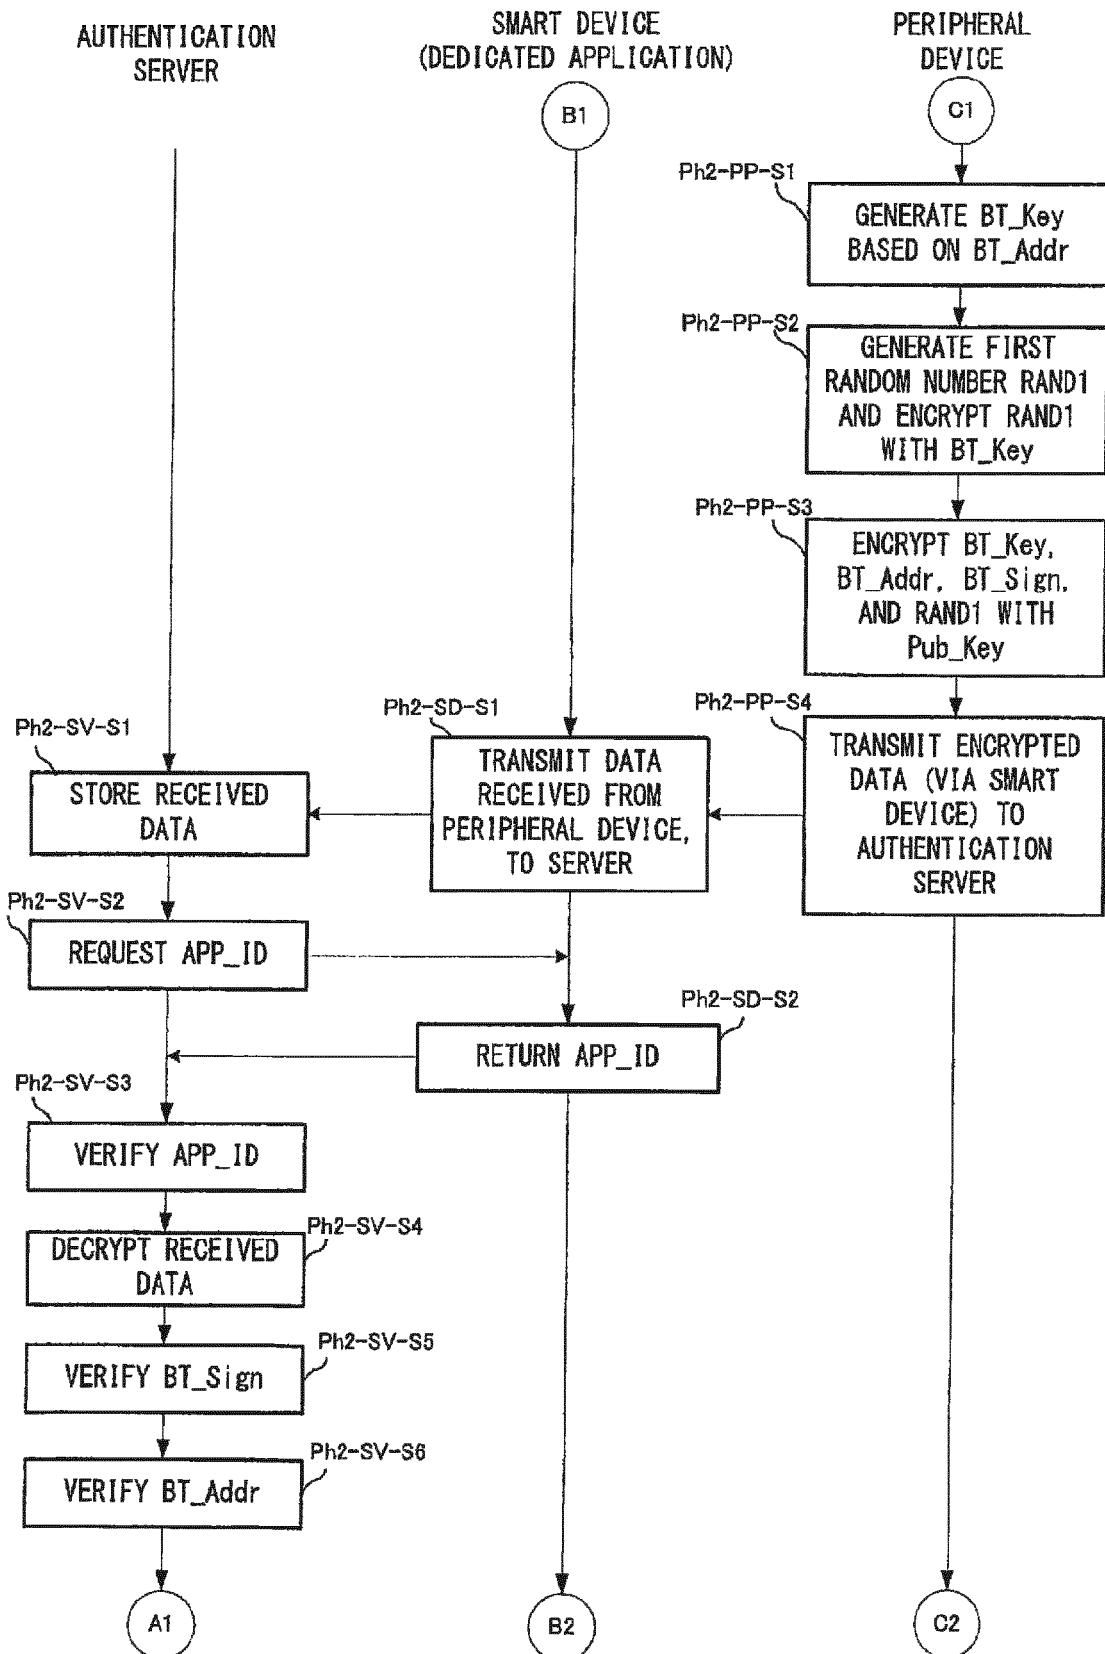 AUTHENTICATION
SERVER
SMART DEVICE
(DEDICATED APPLICATION)
PERIPHERAL
DEVICE
B1
C1
Ph2-PP-S1
GENERATE BT_Key
BASED ON BT_Addr
Ph2-PP-S2
GENERATE FIRST
RANDOM NUMBER RAND1
AND ENCRYPT RAND1
WITH BT_Key
Ph2-PP-S3
ENCRYPT BT_Key,
BT_Addr, BT_Sign,
AND RAND1 WITH
Pub_Key
Ph2-PP-S4
TRANSMIT ENCRYPTED
DATA (VIA SMART
DEVICE) TO
AUTHENTICATION
SERVER
Ph2-SD-S1
TRANSMIT DATA
RECEIVED FROM
PERIPHERAL DEVICE,
TO SERVER
Ph2-SV-S1
STORE RECEIVED
DATA
Ph2-SV-S2
REQUEST APP_ID
Ph2-SD-S2
RETURN APP_ID
Ph2-SV-S3
VERIFY APP_ID
Ph2-SV-S4
DECRYPT RECEIVED
DATA
Ph2-SV-S5
VERIFY BT_Sign
Ph2-SV-S6
VERIFY BT_Addr
A1
B2
C2